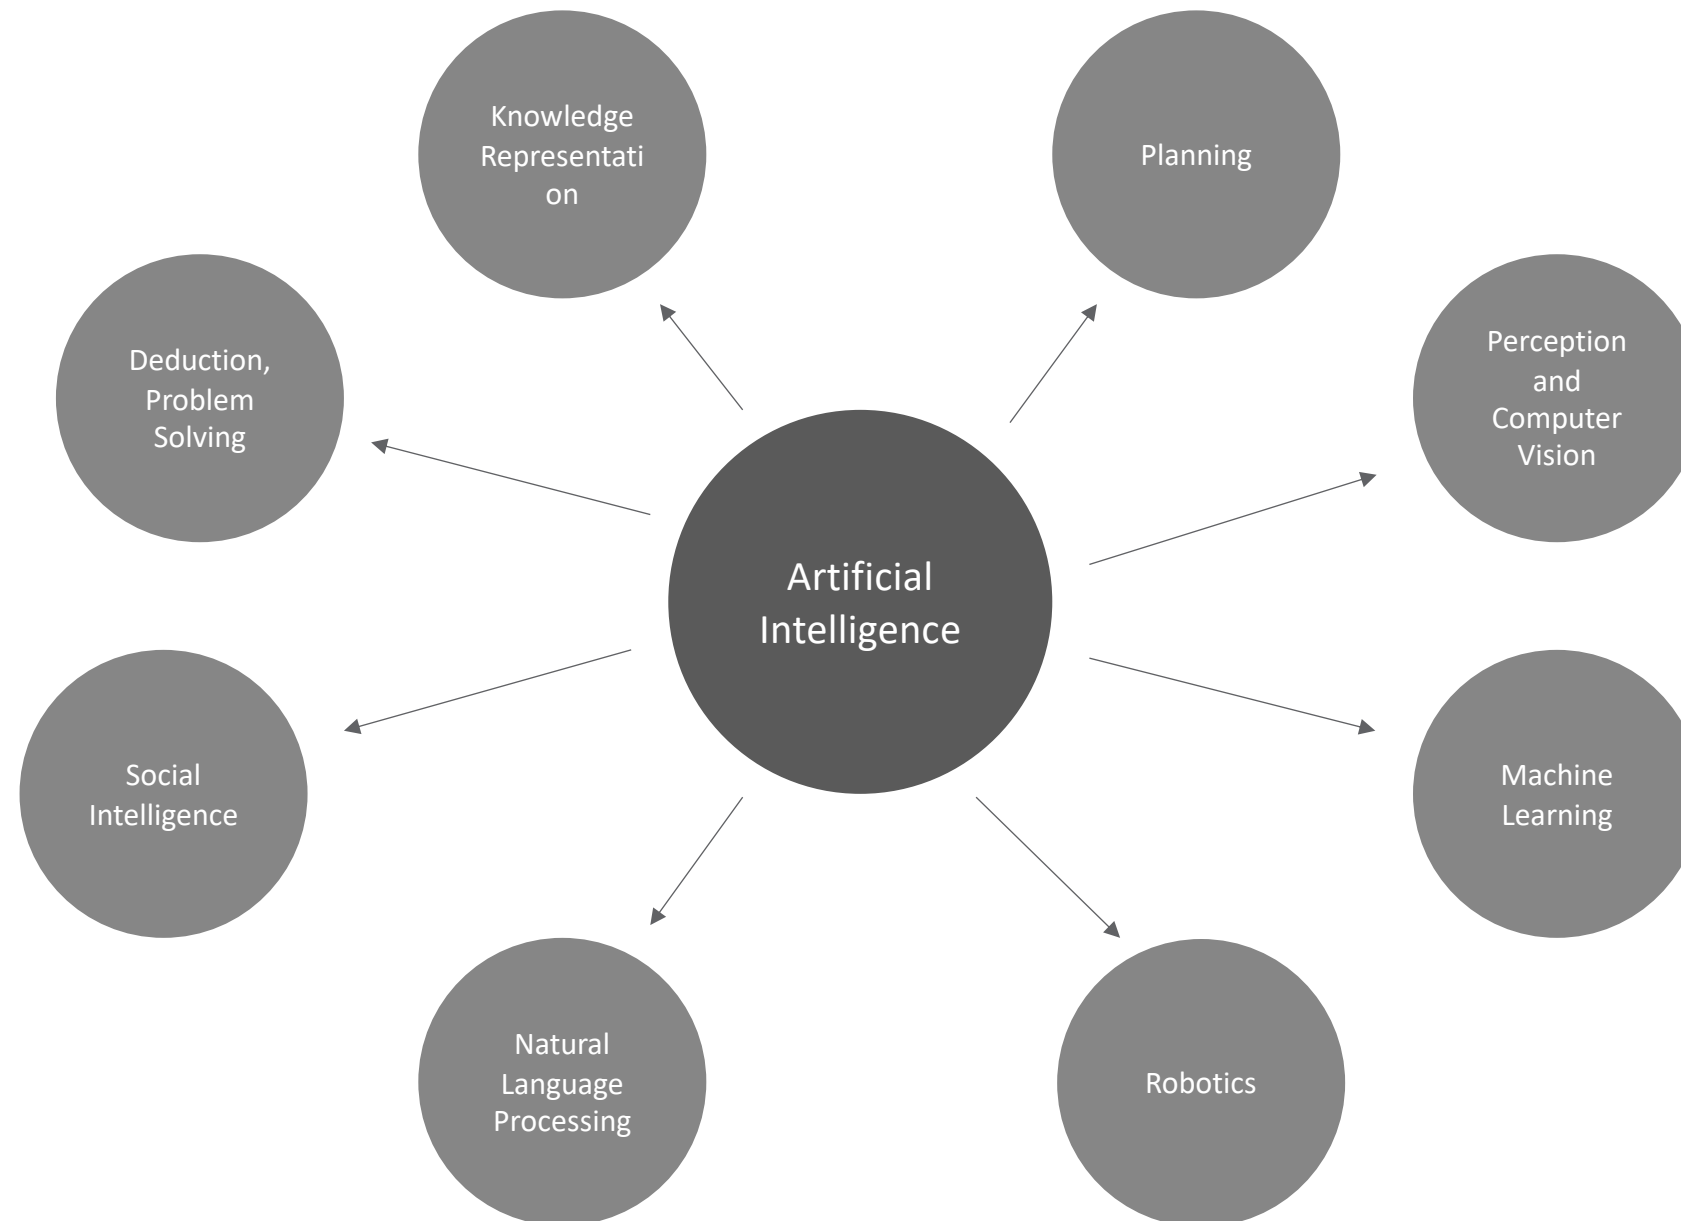 Knowledge
Representati
on
Planning
Deduction,
Problem
Solving
Perception
and
Computer
Vision
Artificial
Intelligence
Social
Intelligence
Machine
Learning
Natural
Language
Processing
Robotics